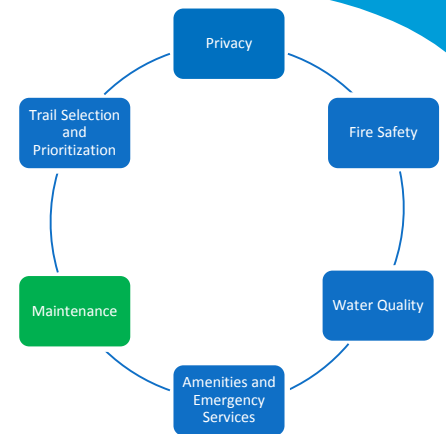 Privacy
Trail Selection
and
Prioritization
Fire Safety
Maintenance
Water Quality
Amenities and
Emergency
Services